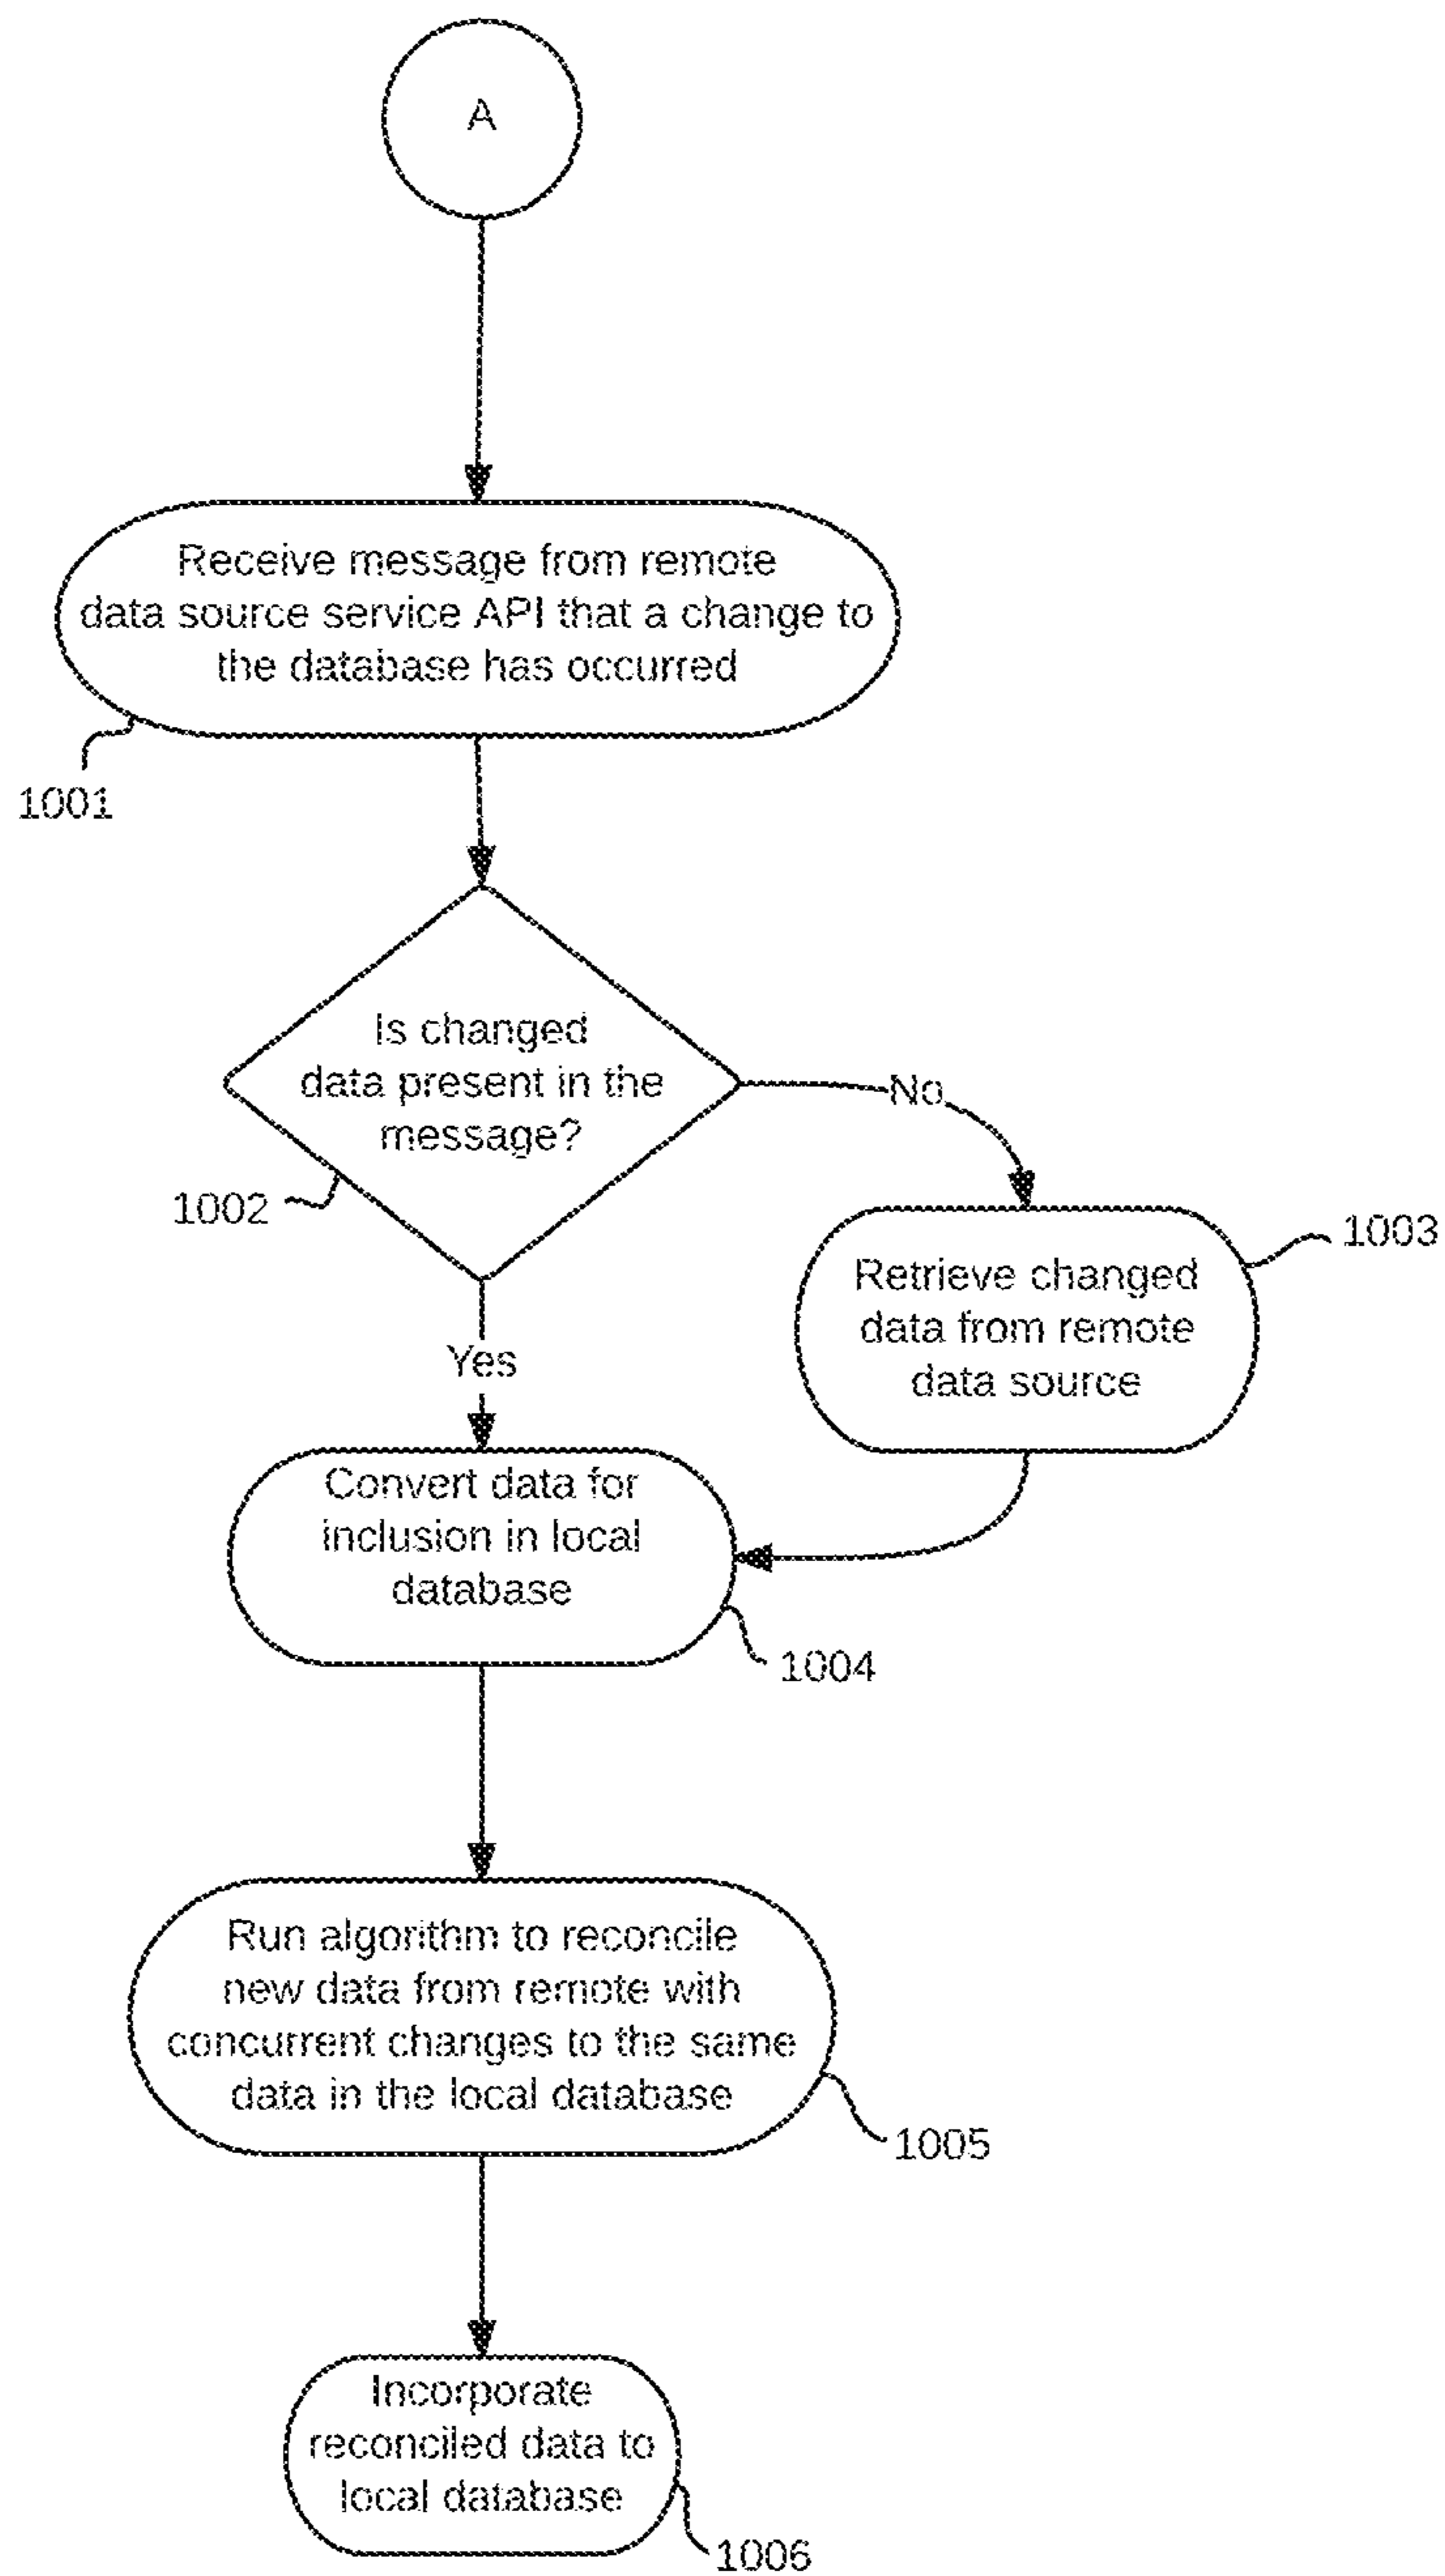 A
Receive message from remote
data source service API that a change to
the database has occurred
1001
Is changed
data present in the
message?
No
1002
1003
Retrieve changed
data from remote
data source
Yes
Convert data for
inclusion in local
database
1004
Run algorithm to reconcile
new data from remote with
concurrent changes to the same
data in the local database
1005
Incorporate
reconciled data to
local database
1006